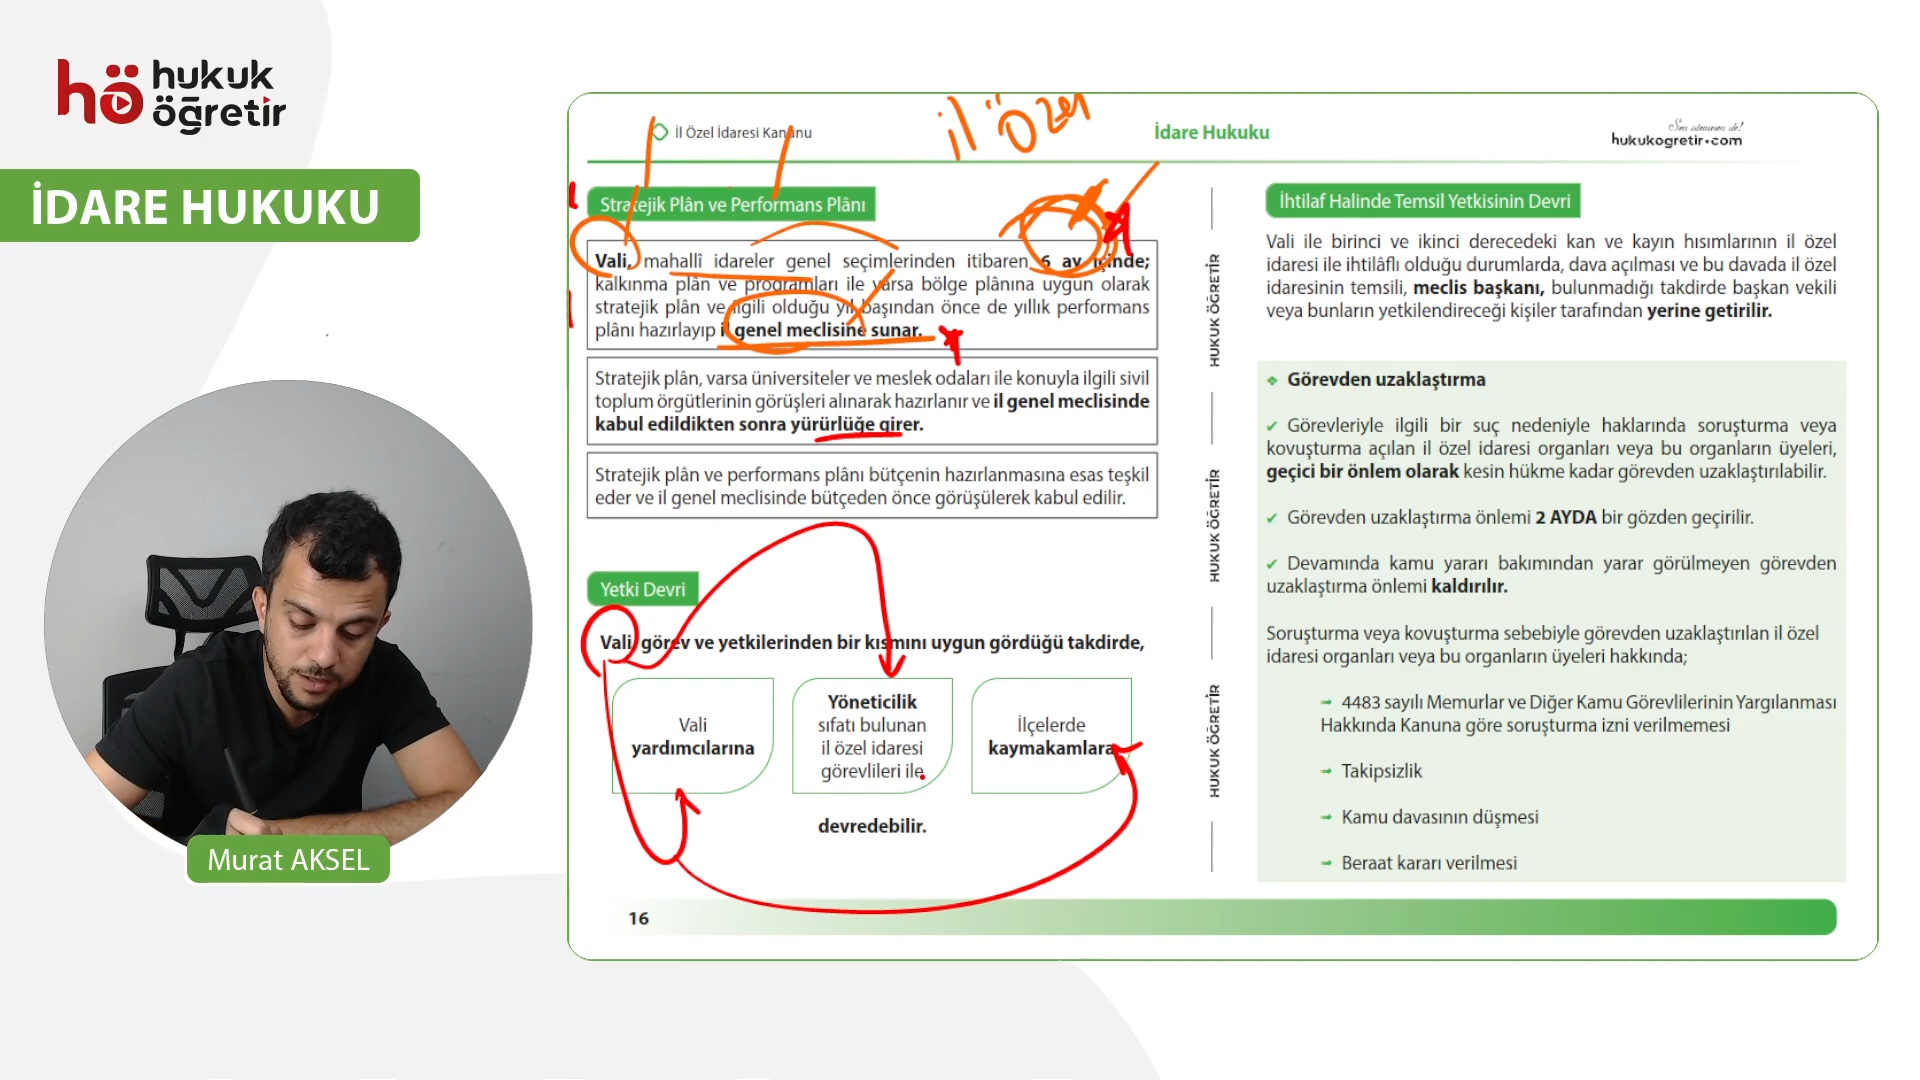 hukuk
öğretir
İDARE HUKUKU
Murat AKSEL
İl Özel İdaresi Kanunu
il özel
İdare Hukuku
Sen istemesen de!
hukukogretir.com
Stratejik Plân ve Performans Plânı
Vali, mahallî idareler genel seçimlerinden itibaren 6 ay içinde;
kalkınma plân ve programları ile varsa bölge plânına uygun olarak
stratejik plân ve ilgili olduğu yıl başından önce de yıllık performans
plânı hazırlayıp il genel meclisine sunar.
Stratejik plân, varsa üniversiteler ve meslek odaları ile konuyla ilgili sivil
toplum örgütlerinin görüşleri alınarak hazırlanır ve il genel meclisinde
kabul edildikten sonra yürürlüğe girer.
Stratejik plân ve performans plânı bütçenin hazırlanmasına esas teşkil
eder ve il genel meclisinde bütçeden önce görüşülerek kabul edilir.
Yetki Devri
Vali, görev ve yetkilerinden bir kısmını uygun gördüğü takdirde,
Vali
yardımcılarına
Yöneticilik
sıfatı bulunan
il özel idaresi
görevlileri ile
İlçelerde
kaymakamlara
devredebilir.
16
HUKUK ÖĞRETİR
HUKUK ÖĞRETİR
HUKUK ÖĞRETİR
İhtilaf Halinde Temsil Yetkisinin Devri
Vali ile birinci ve ikinci derecedeki kan ve kayın hısımlarının il özel
idaresi ile ihtilâflı olduğu durumlarda, dava açılması ve bu davada il özel
idaresinin temsili, meclis başkanı, bulunmadığı takdirde başkan vekili
veya bunların yetkilendireceği kişiler tarafından yerine getirilir.
❖ Görevden uzaklaştırma
✔ Görevleriyle ilgili bir suç nedeniyle haklarında soruşturma veya
kovuşturma açılan il özel idaresi organları veya bu organların üyeleri,
geçici bir önlem olarak kesin hükme kadar görevden uzaklaştırılabilir.
✔ Görevden uzaklaştırma önlemi 2 AYDA bir gözden geçirilir.
✔ Devamında kamu yararı bakımından yarar görülmeyen görevden
uzaklaştırma önlemi kaldırılır.
Soruşturma veya kovuşturma sebebiyle görevden uzaklaştırılan il özel
idaresi organları veya bu organların üyeleri hakkında;
➟ 4483 sayılı Memurlar ve Diğer Kamu Görevlilerinin Yargılanması
Hakkında Kanuna göre soruşturma izni verilmemesi
➟ Takipsizlik
➟ Kamu davasının düşmesi
➟ Beraat kararı verilmesi